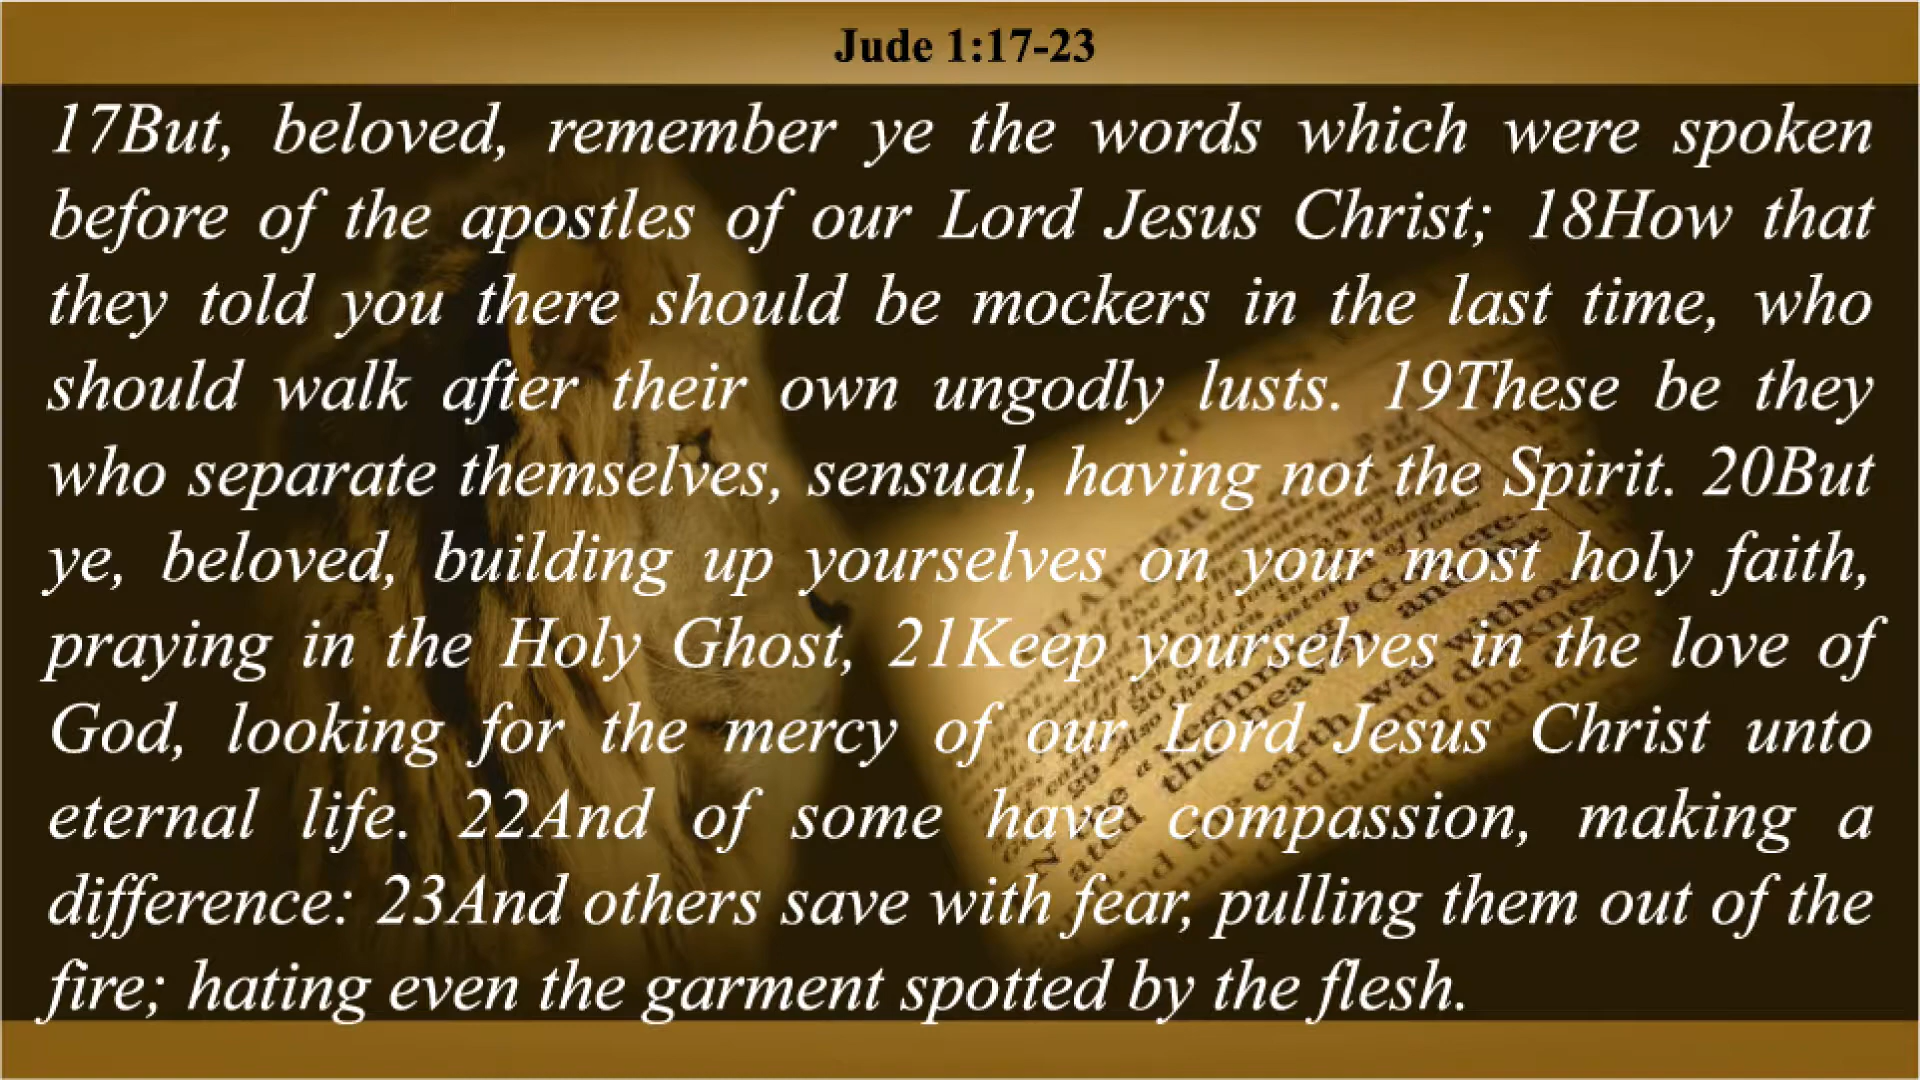 Jude 1:17-23
17But, beloved, remember ye the words which were spoken
before of the apostles of our Lord Jesus Christ; 18How that
they told you there should be mockers in the last time, who
should walk after their own ungodly lusts. 19These be they
who separate themselves, sensual, having not the Spirit. 20But
ye, beloved, building up yourselves on your most holy faith,
praying in the Holy Ghost, 21Keep yourselves in the love of
God, looking for the mercy of our Lord Jesus Christ unto
eternal life. 22And of some have compassion, making a
difference: 23And others save with fear, pulling them out of the
fire; hating even the garment spotted by the flesh.